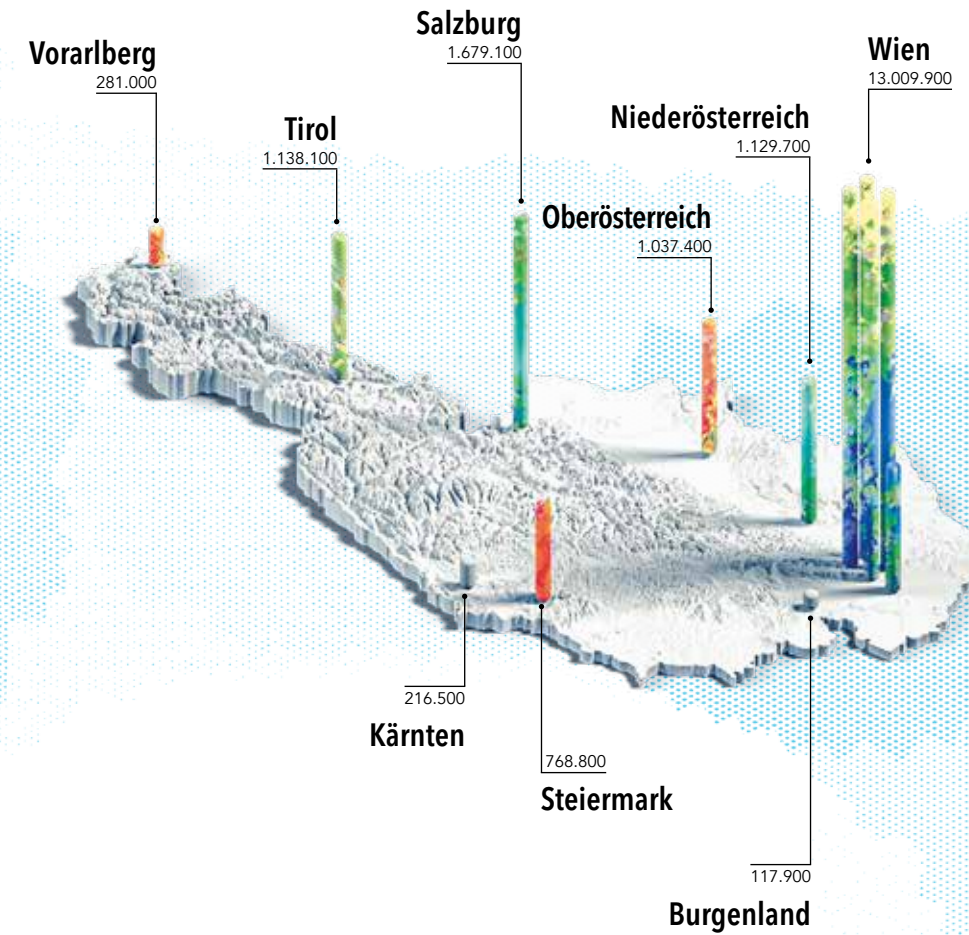 Vorarlberg
281.000
Tirol
1.138.100
Salzburg
1.679.100
Oberösterreich
1.037.400
Niederösterreich
1.129.700
Wien
13.009.900
216.500
Kärnten
768.800
Steiermark
117.900
Burgenland